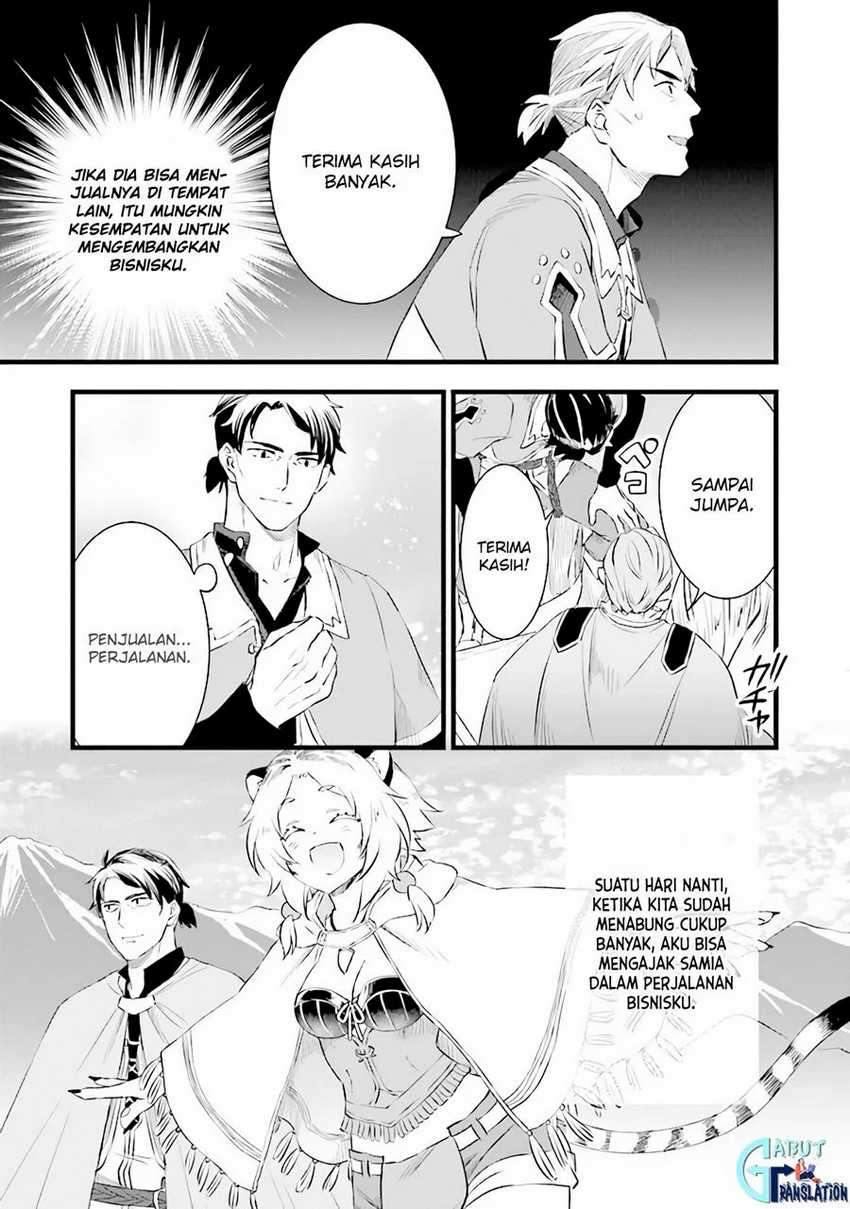 TERIMA KASIH
BANYAK.
JIKA DIA BISA MEN-
JUALNYA DI TEMPAT
LAIN, ITU MUNGKIN
KESEMPATAN UNTUK
MENGEMBANGKAN
BISNISKU.
SAMPAI
JUMPA.
ペコ
TERIMA
KASIH!
ガチャ
PENJUALAN...
PERJALANAN.
SUATU HARI NANTI,
KETIKA KITA SUDAH
MENABUNG CUKUP
BANYAK, AKU BISA
MENGAJAK SAMIA
DALAM PERJALANAN
BISNISKU.
GABUT
TRANSLATION